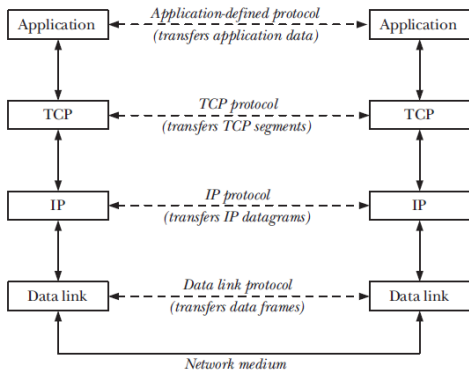 Application
Application-defined protocol
(transfers application data)
Application
TCP
TCP protocol
(transfers TCP segments)
TCP
IP
IP protocol
(transfers IP datagrams)
IP
Data link
Data link protocol
(transfers data frames)
Data link
Network medium